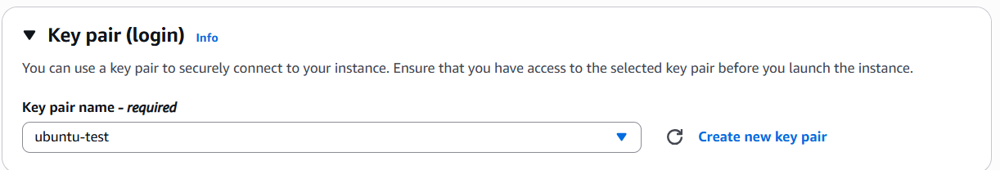 Key pair (login) Info
You can use a key pair to securely connect to your instance. Ensure that you have access to the selected key pair before you launch the instance.
Key pair name - required
ubuntu-test Create new key pair